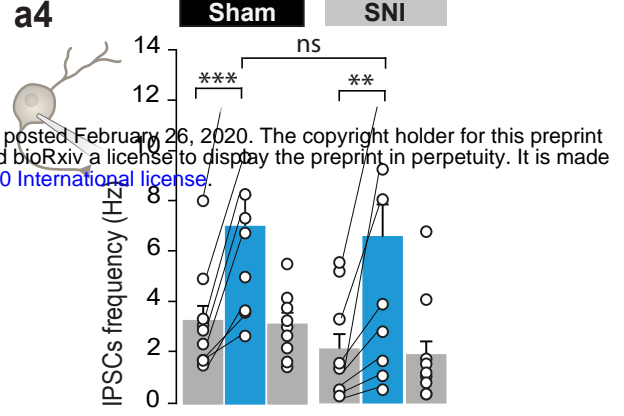 a4
Sham
SNI
ns
***
**
14
12
10
8
6
4
2
0
IPSCs frequency (Hz)
posted February 26, 2020. The copyright holder for this preprint
d bioRxiv a license to display the preprint in perpetuity. It is made
0 International license.